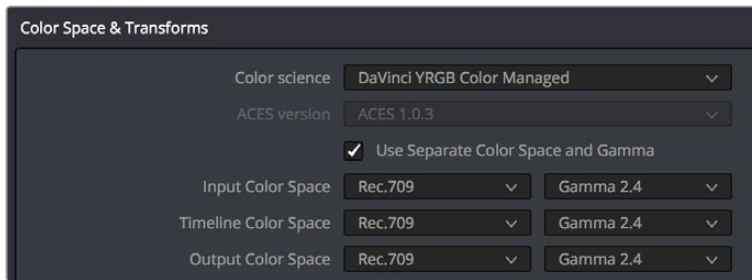 Color Space & Transforms
Color science DaVinci YRGB Color Managed
ACES version ACES 1.0.3
Use Separate Color Space and Gamma
Input Color Space Rec.709 Gamma 2.4
Timeline Color Space Rec.709 Gamma 2.4
Output Color Space Rec.709 Gamma 2.4